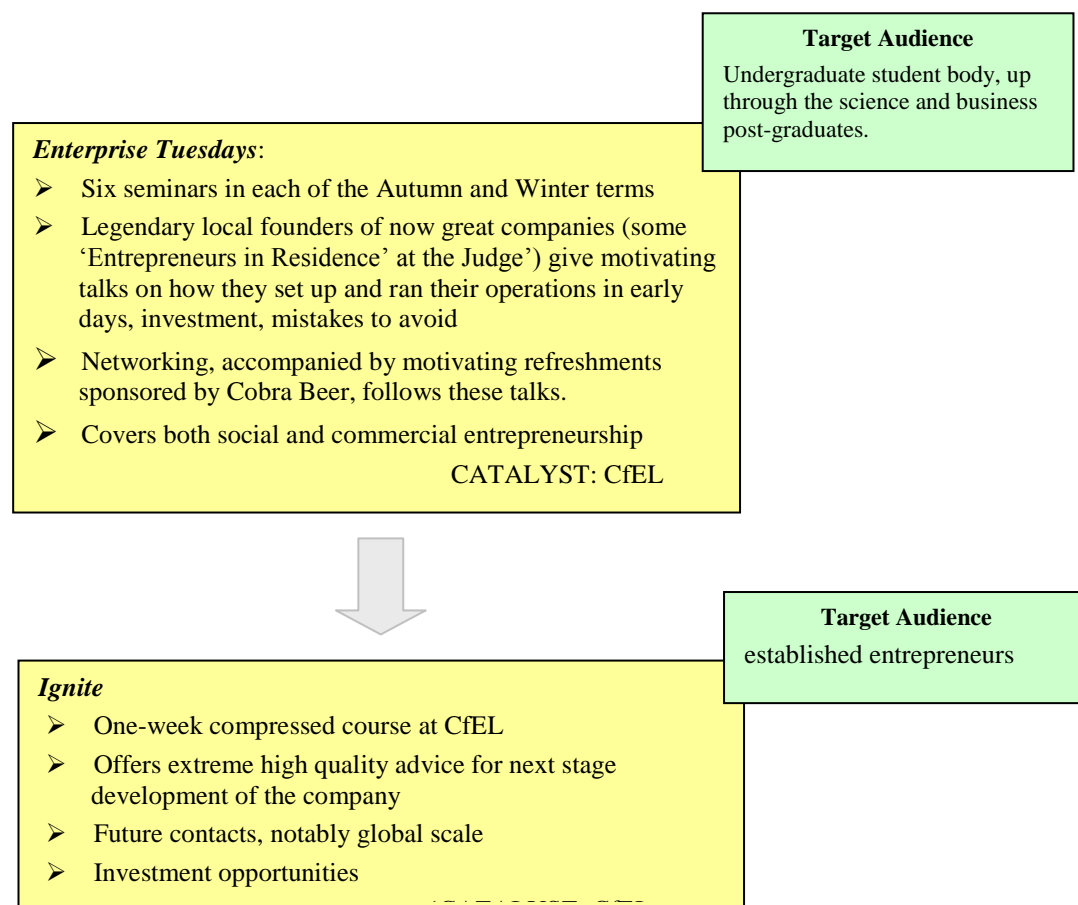 Target Audience
Undergraduate student body, up
through the science and business
post-graduates.
Enterprise Tuesdays:
➢ Six seminars in each of the Autumn and Winter terms
➢ Legendary local founders of now great companies (some
‘Entrepreneurs in Residence’ at the Judge’) give motivating
talks on how they set up and ran their operations in early
days, investment, mistakes to avoid
➢ Networking, accompanied by motivating refreshments
sponsored by Cobra Beer, follows these talks.
➢ Covers both social and commercial entrepreneurship
CATALYST: CfEL
Target Audience
established entrepreneurs
Ignite
➢ One-week compressed course at CfEL
➢ Offers extreme high quality advice for next stage
development of the company
➢ Future contacts, notably global scale
➢ Investment opportunities